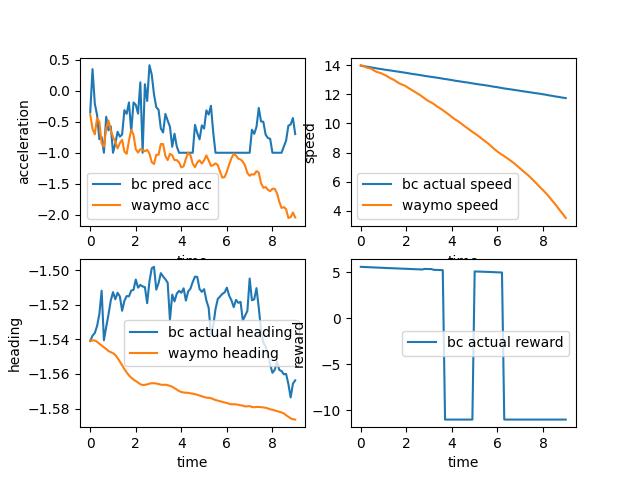 acceleration
0.5
0.0
−0.5
−1.0
−1.5
−2.0
bc pred acc
waymo acc
0 2 4 6 8
time
speed
14
12
10
8
6
4
bc actual speed
waymo speed
0 2 4 6 8
time
heading
−1.50
−1.52
−1.54
−1.56
−1.58
bc actual heading
waymo heading
0 2 4 6 8
time
reward
5
0
−5
−10
bc actual reward
0 2 4 6 8
time